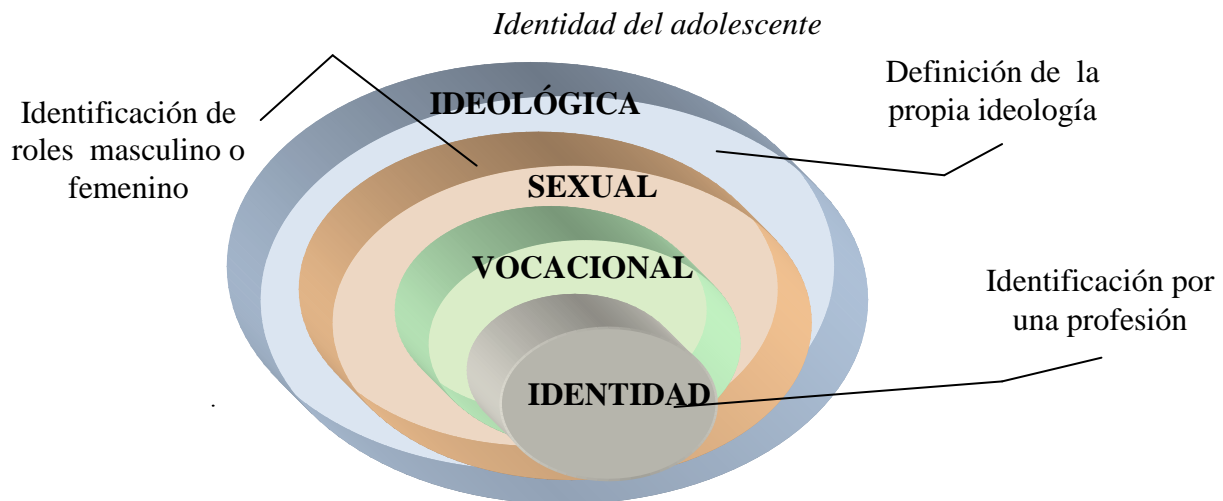 Identidad del adolescente
Identificación de
roles masculino o
femenino
IDEOLÓGICA
Definición de la
propia ideología
SEXUAL
VOCACIONAL
Identificación por
una profesión
IDENTIDAD
.